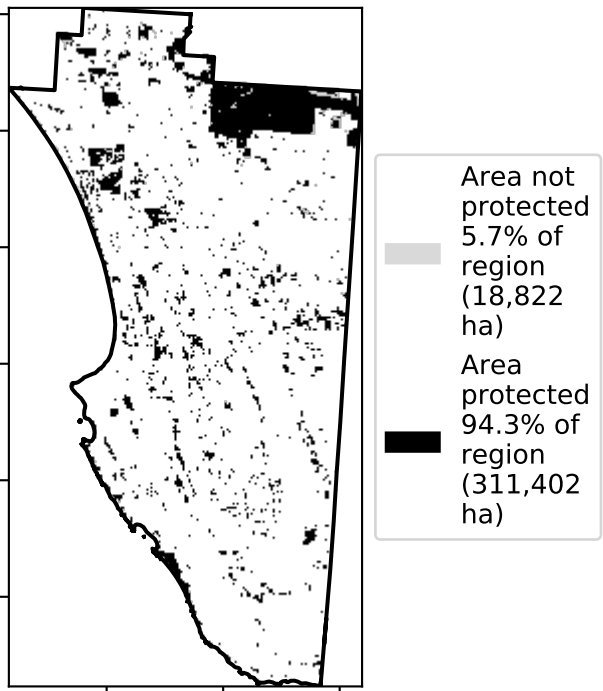 Area not
protected
5.7% of
region
(18,822
ha)
Area
protected
94.3% of
region
(311,402
ha)